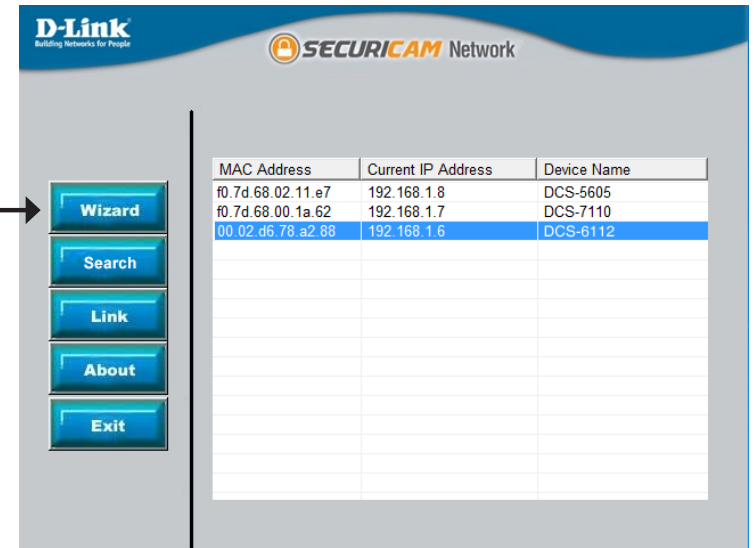 D-Link
Building Networks for People
SECURICAM Network
MAC Address Current IP Address Device Name
f0.7d.68.02.11.e7 192.168.1.8 DCS-5605
f0.7d.68.00.1a.62 192.168.1.7 DCS-7110
00.02.d6.78.a2.88 192.168.1.6 DCS-6112
Wizard
Search
Link
About
Exit